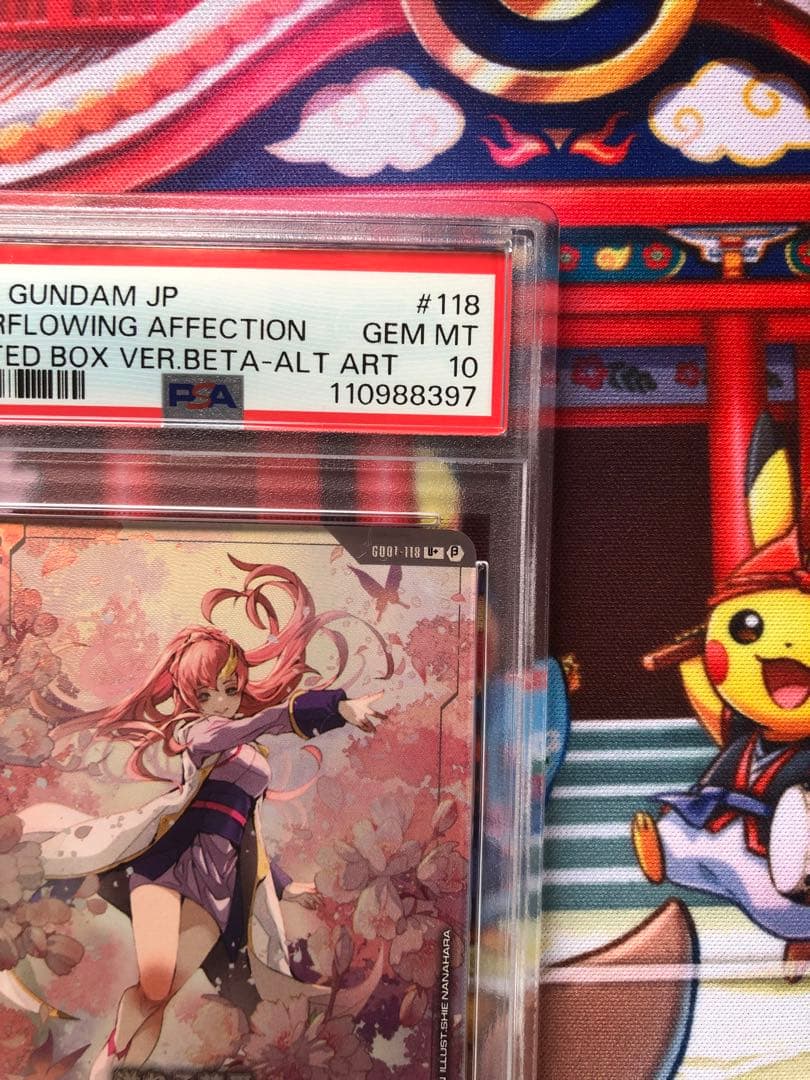 GUNDAM JP #118
RFLOWING AFFECTION GEM MT
TED BOX VER.BETA-ALT ART 10
PSA 110988397
GD01-118 U+ β
ILLUST:SHIE NANAHARA